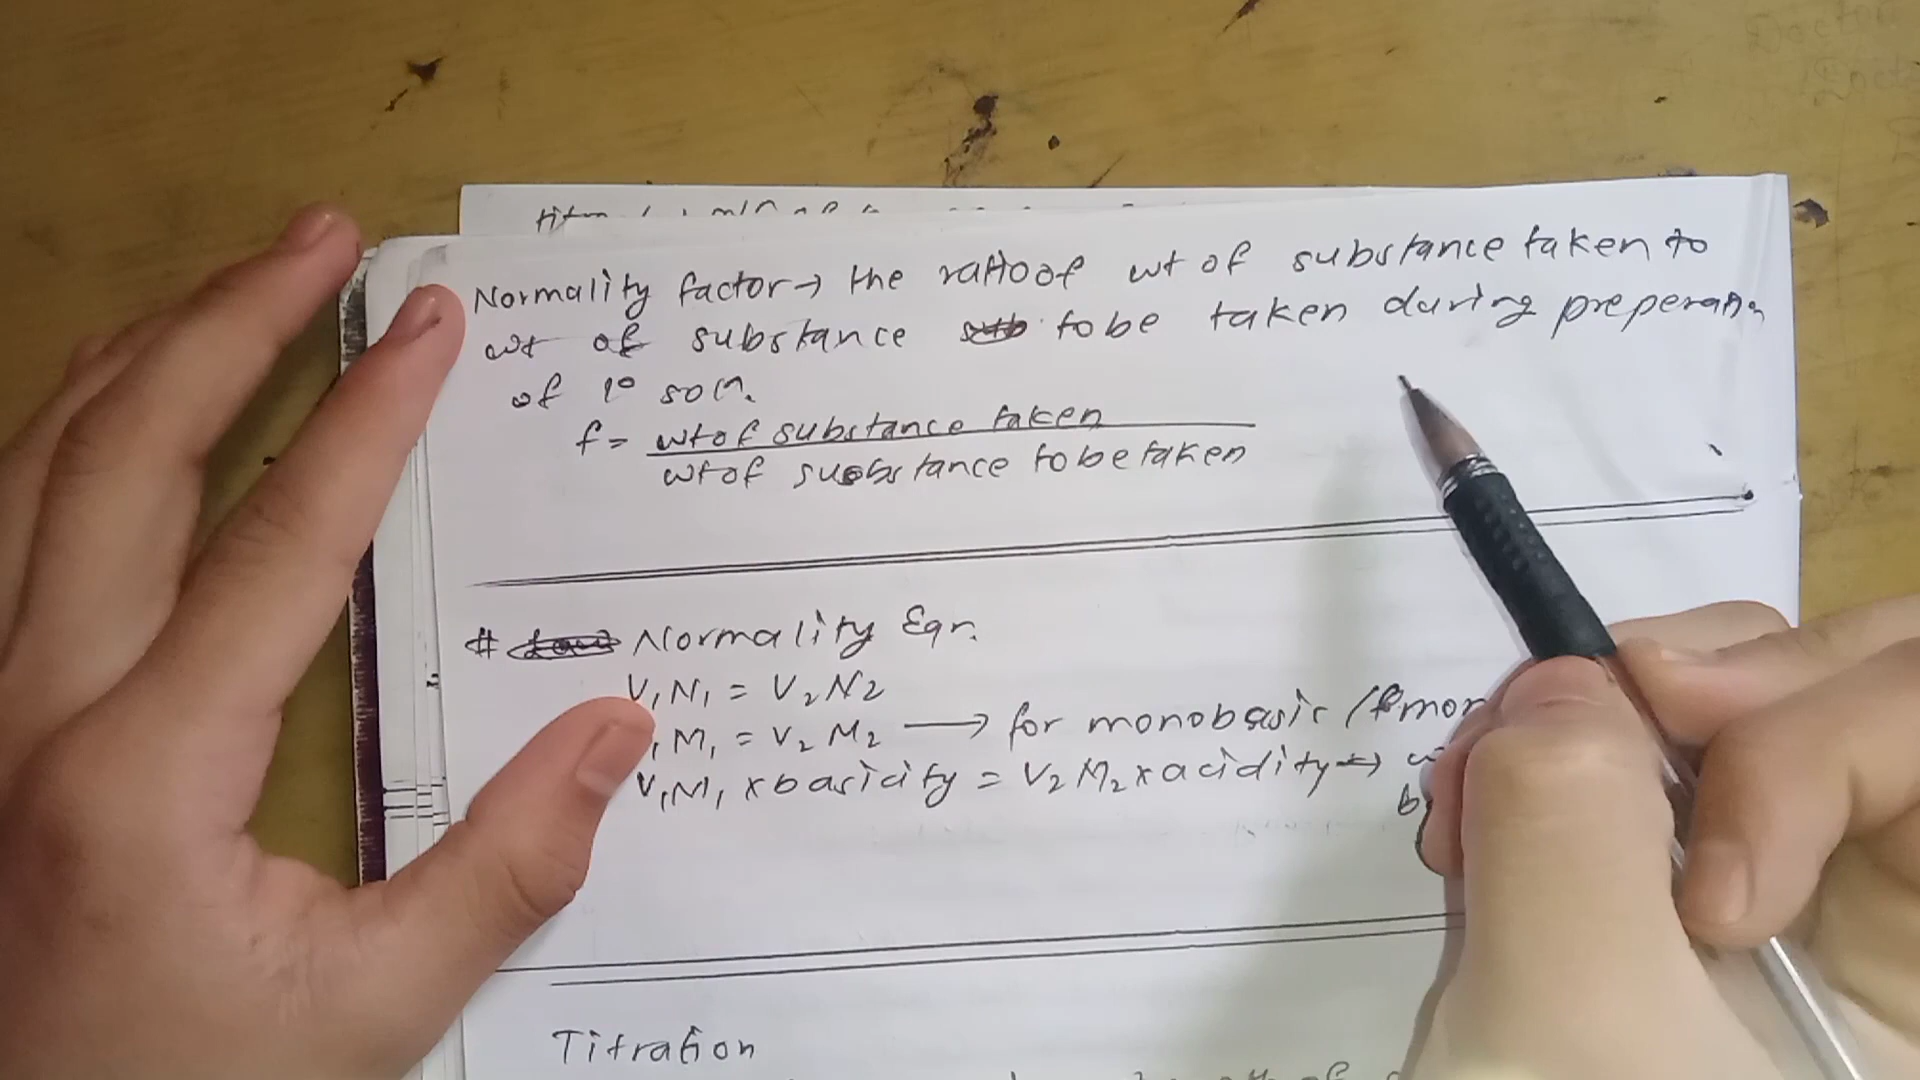 Normality factor → the ratio of wt of substance taken to
wt of substance to be taken during
of 1° soln.
f = wt of substance taken
wt of substance to be taken
# Normality Eqn.
V₁N₁ = V₂N₂
M₁ = V₂M₂ → for monobasic /
V₁M₁ x basicity = V₂M₂ x acidity →
Titration